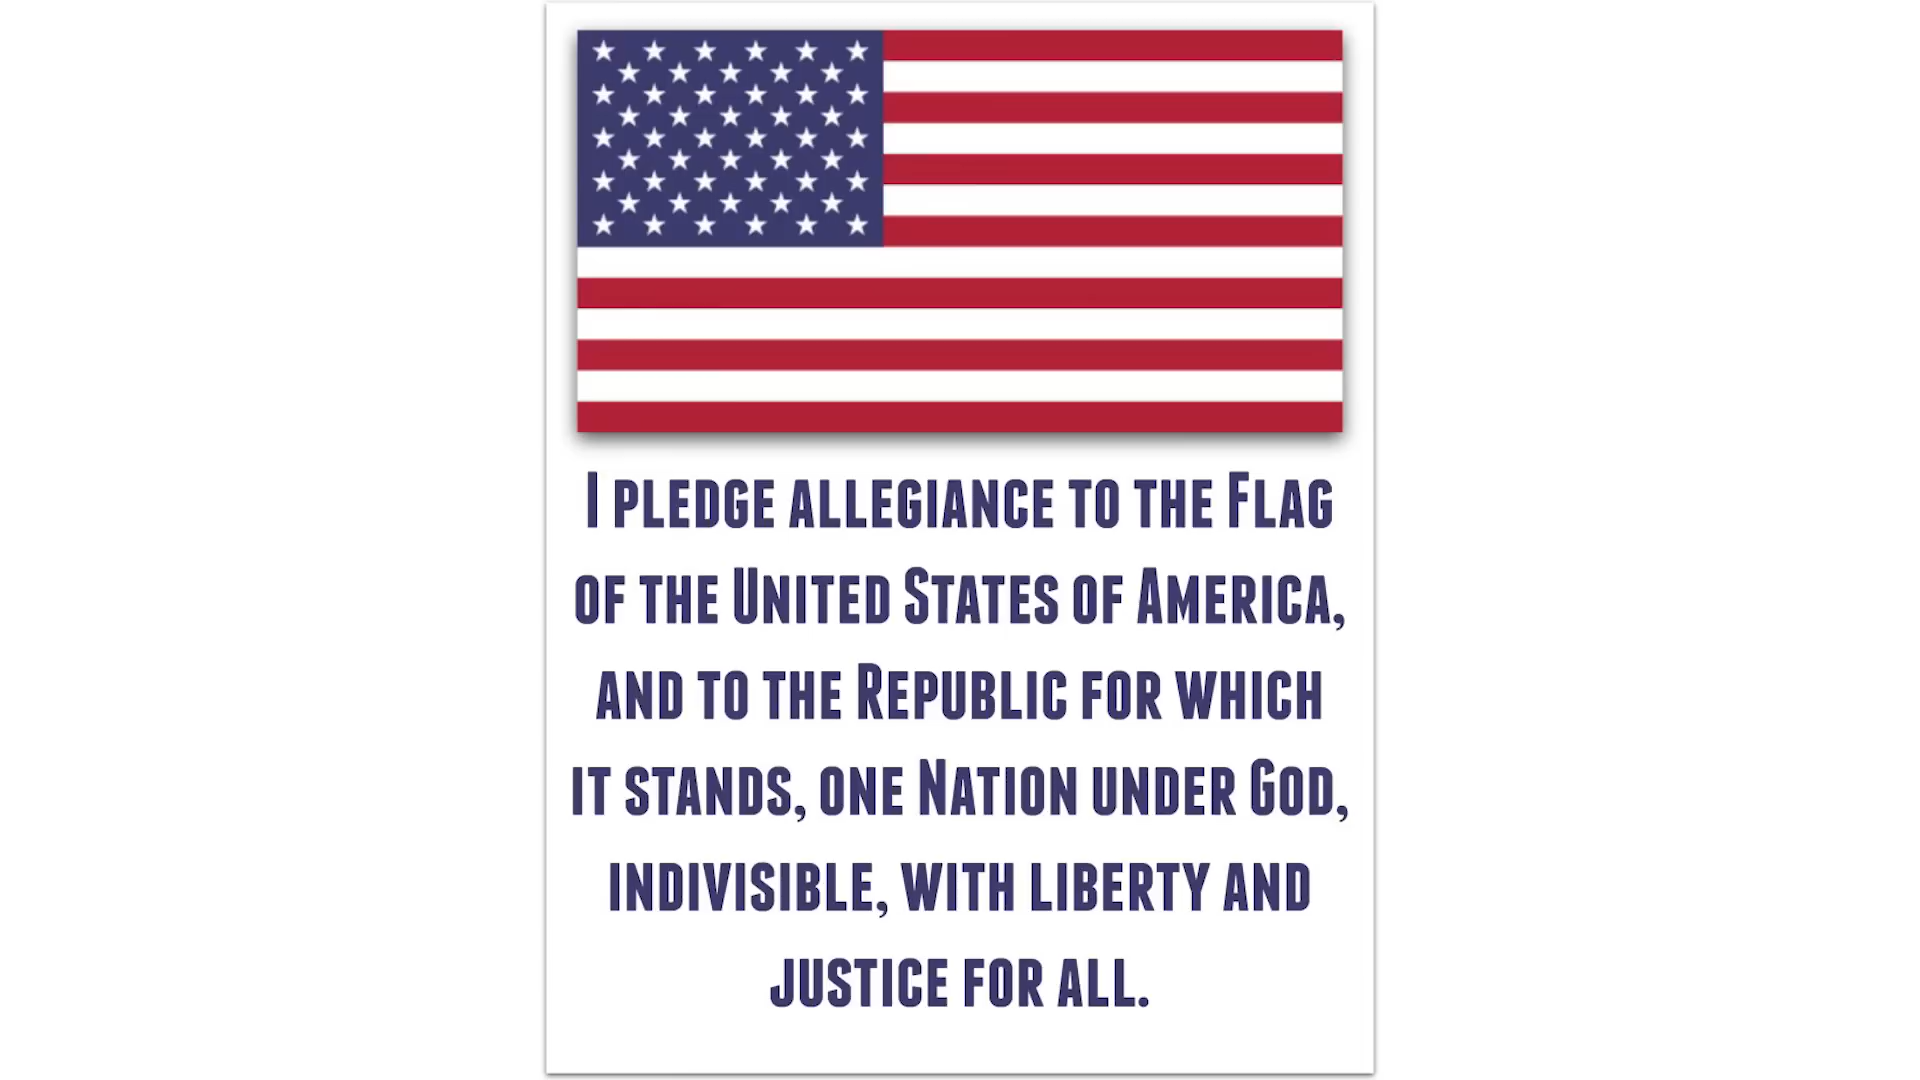 I pledge allegiance to the Flag
of the United States of America,
and to the Republic for which
it stands, one Nation under God,
indivisible, with liberty and
justice for all.